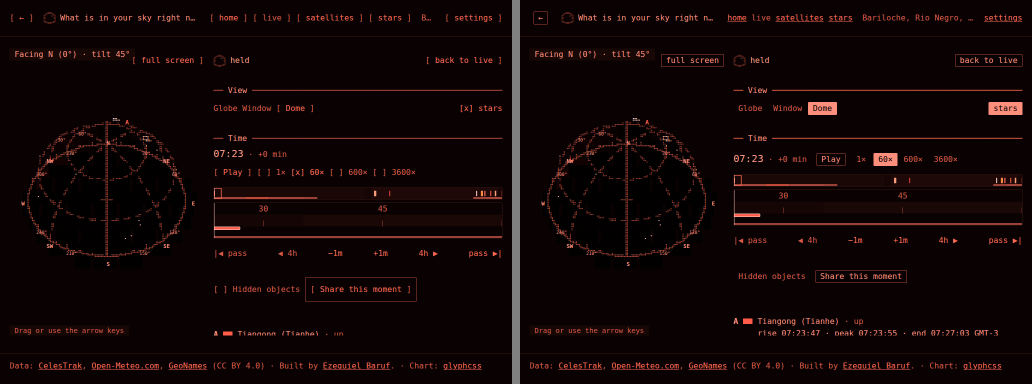 [ ← ] What is in your sky right n… [ home ] [ live ] [ satellites ] [ stars ] B… [ settings ]
Facing N (0°) · tilt 45°
[ full screen ]
held
[ back to live ]
View
Globe Window [ Dome ]
[x] stars
Time
07:23 · +0 min
[ Play ] [ ] 1× [x] 60× [ ] 600× [ ] 3600×
30 45
|◀ pass ◀ 4h −1m +1m 4h ▶ pass ▶|
[ ] Hidden objects [ Share this moment ]
A Tiangong (Tianhe) · up
A
N
NW
NE
W
E
SW
SE
S
Drag or use the arrow keys
Data: CelesTrak, Open-Meteo.com, GeoNames (CC BY 4.0) · Built by Ezequiel Baruf. · Chart: glyphcss
← What is in your sky right n… home live satellites stars Bariloche, Rio Negro, … settings
Facing N (0°) · tilt 45°
full screen
held
back to live
View
Globe Window Dome
stars
Time
07:23 · +0 min Play 1× 60× 600× 3600×
30 45
|◀ pass ◀ 4h −1m +1m 4h ▶ pass ▶|
Hidden objects Share this moment
A Tiangong (Tianhe) · up
rise 07:23:47 · peak 07:23:55 · end 07:27:03 GMT-3
A
N
NW
NE
W
E
SW
SE
S
Drag or use the arrow keys
Data: CelesTrak, Open-Meteo.com, GeoNames (CC BY 4.0) · Built by Ezequiel Baruf. · Chart: glyphcss